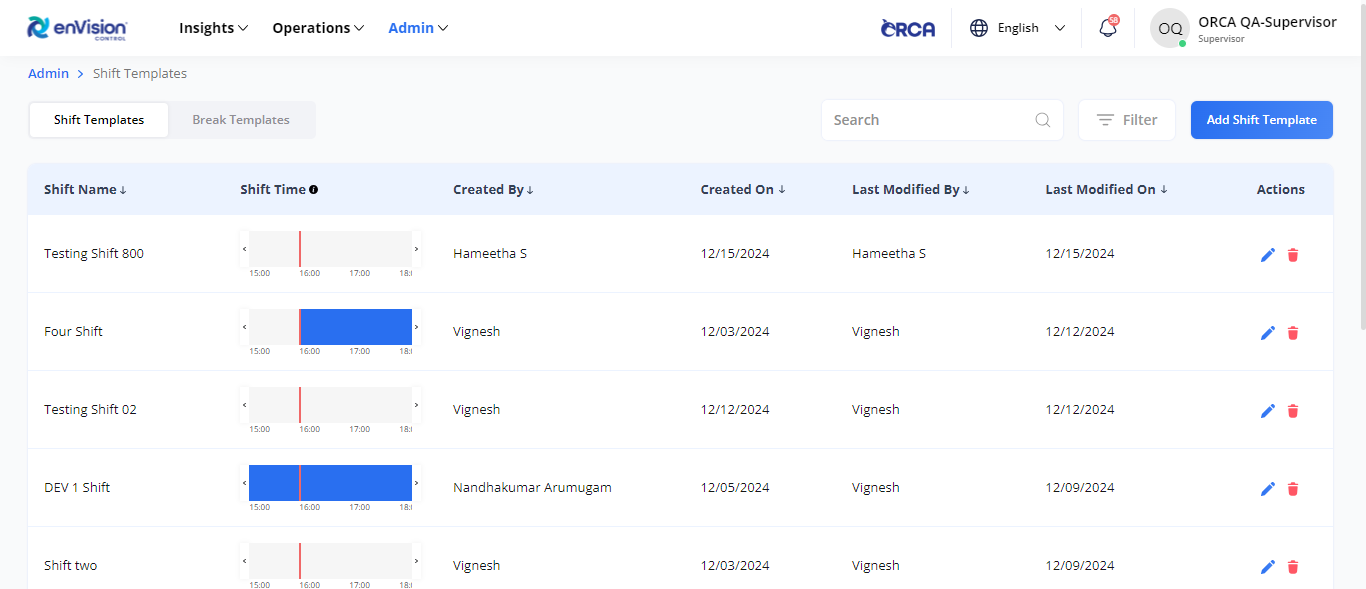 enVision CONTROL Insights Operations Admin ORCA English 58 OQ ORCA QA-Supervisor
Supervisor
Admin > Shift Templates
Shift Templates Break Templates Search Filter Add Shift Template
Shift Name ↓ Shift Time Created By ↓ Created On ↓ Last Modified By ↓ Last Modified On ↓ Actions
Testing Shift 800 Hameetha S 12/15/2024 Hameetha S 12/15/2024
15:00 16:00 17:00 18:
Four Shift Vignesh 12/03/2024 Vignesh 12/12/2024
15:00 16:00 17:00 18:
Testing Shift 02 Vignesh 12/12/2024 Vignesh 12/12/2024
15:00 16:00 17:00 18:
DEV 1 Shift Nandhakumar Arumugam 12/05/2024 Vignesh 12/09/2024
15:00 16:00 17:00 18:
Shift two Vignesh 12/03/2024 Vignesh 12/09/2024
15:00 16:00 17:00 18: